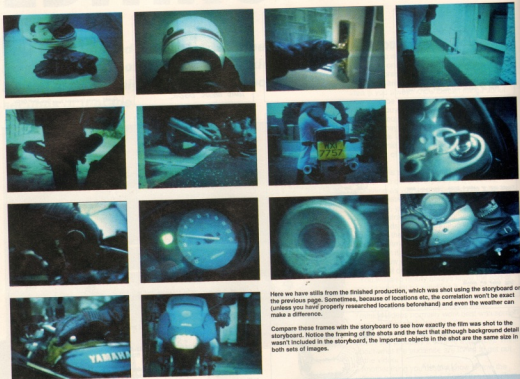 7757
YAMAHA
Here we have stills from the finished production, which was shot using the storyboard on
the previous page. Sometimes, because of locations etc, the correlation won't be exact
(unless you have properly researched locations beforehand) and even the weather can
make a difference.
Compare these frames with the storyboard to see how exactly the film was shot to the
storyboard. Notice the framing of the shots and the fact that although background detail
wasn't included in the storyboard, the important objects in the shot are the same size in
both sets of images.